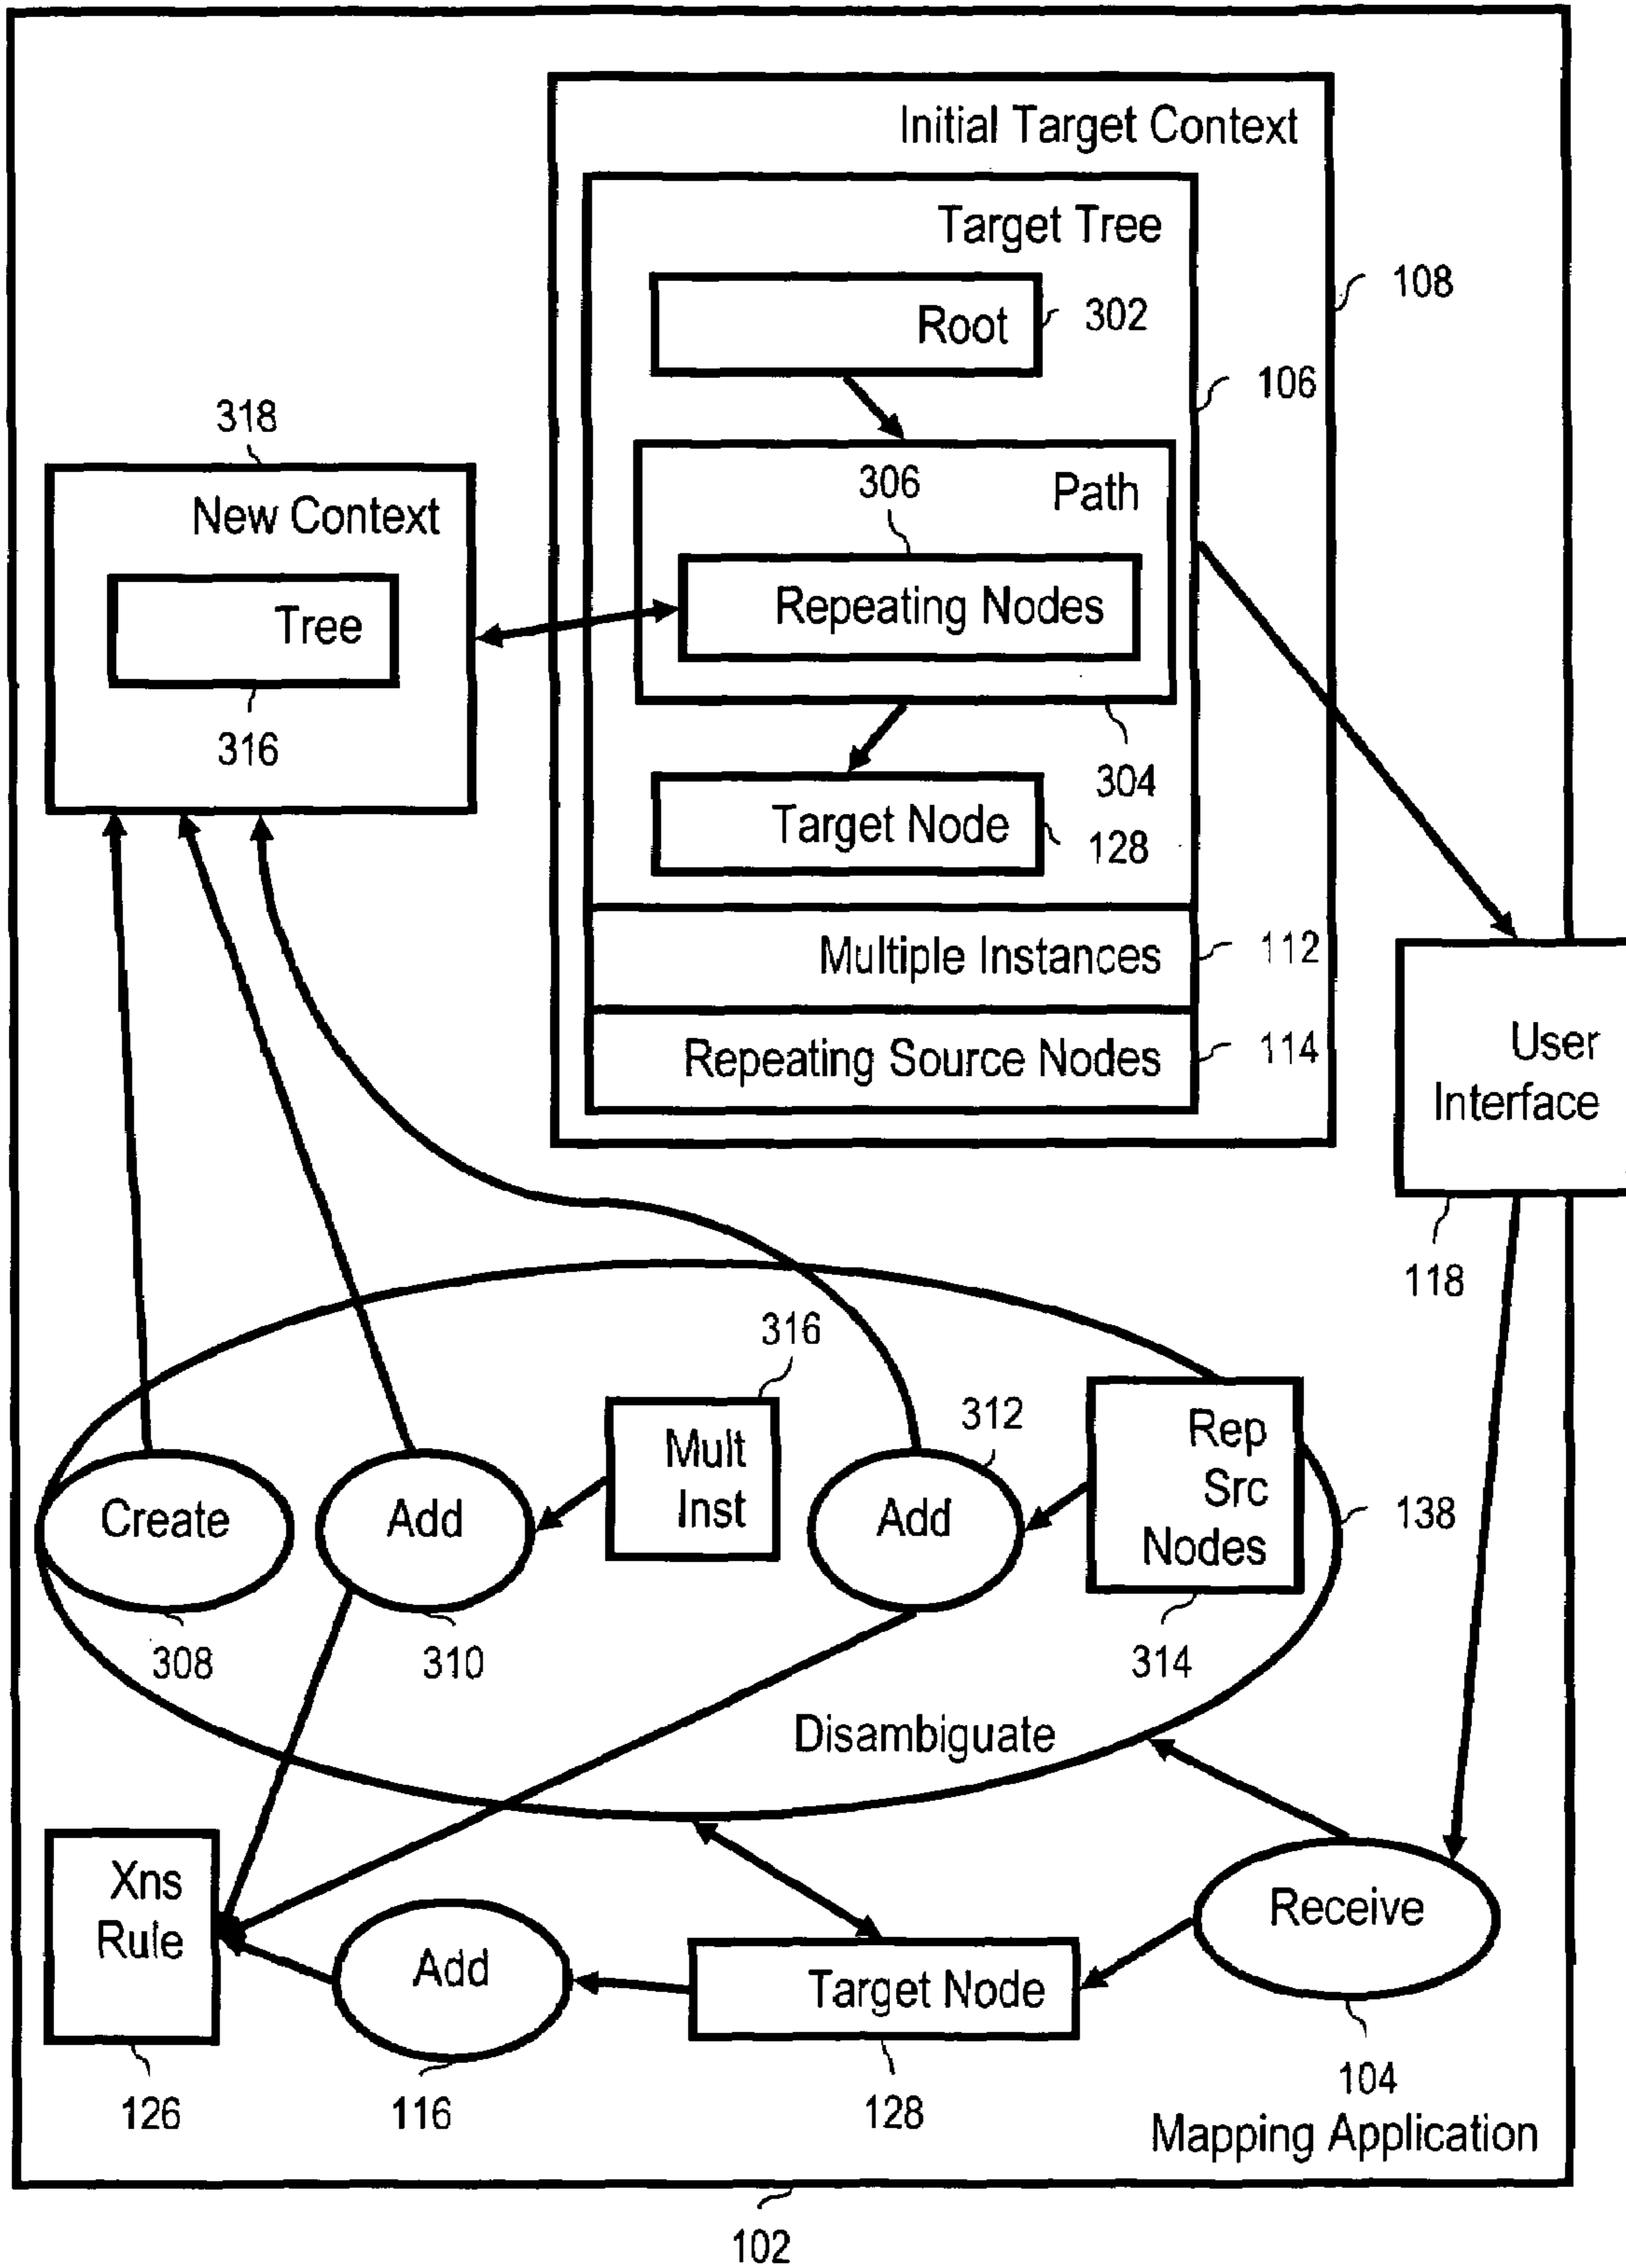 Initial Target Context
Target Tree
108
Root
302
106
318
306
Path
New Context
Repeating Nodes
Tree
316
304
Target Node
128
Multiple Instances
112
User
Interface
Repeating Source Nodes
114
118
316
312
Mult
Inst
Rep
Src
Nodes
Create
Add
Add
138
308
310
314
Disambiguate
Xns
Rule
Add
Target Node
Receive
126
116
128
104
Mapping Application
102